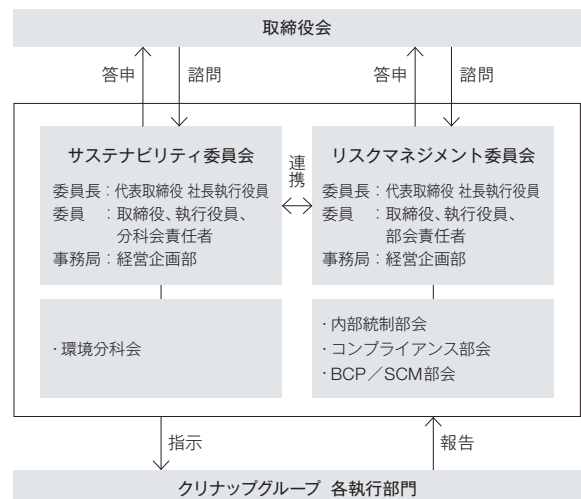 取締役会
答申
諮問
答申
諮問
サステナビリティ委員会
委員長：代表取締役 社長執行役員
委員　：取締役、執行役員、
分科会責任者
事務局：経営企画部
連携
リスクマネジメント委員会
委員長：代表取締役 社長執行役員
委員　：取締役、執行役員、
部会責任者
事務局：経営企画部
・環境分科会
・内部統制部会
・コンプライアンス部会
・BCP／SCM部会
指示
報告
クリナップグループ 各執行部門